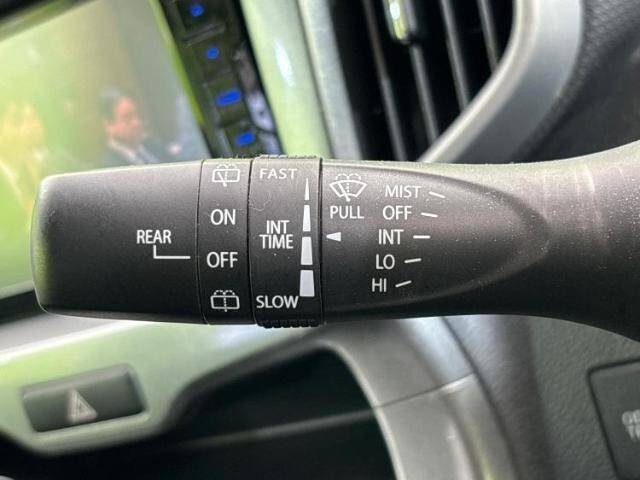 REAR
ON
OFF
FAST
INT
TIME
SLOW
PULL
MIST
OFF
INT
LO
HI